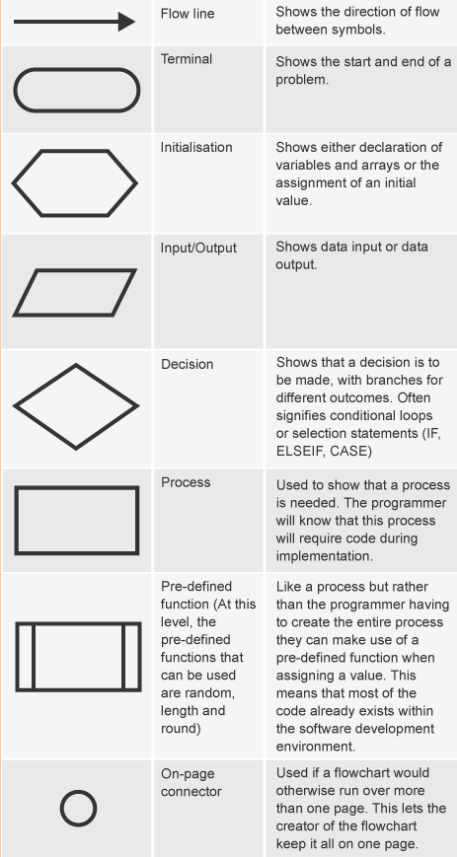 Flow line
Shows the direction of flow
between symbols.
Terminal
Shows the start and end of a
problem.
Initialisation
Shows either declaration of
variables and arrays or the
assignment of an initial
value.
Input/Output
Shows data input or data
output.
Decision
Shows that a decision is to
be made, with branches for
different outcomes. Often
signifies conditional loops
or selection statements (IF,
ELSEIF, CASE)
Process
Used to show that a process
is needed. The programmer
will know that this process
will require code during
implementation.
Pre-defined
function (At this
level, the
pre-defined
functions that
can be used
are random,
length and
round)
Like a process but rather
than the programmer having
to create the entire process
they can make use of a
pre-defined function when
assigning a value. This
means that most of the
code already exists within
the software development
environment.
On-page
connector
Used if a flowchart would
otherwise run over more
than one page. This lets the
creator of the flowchart
keep it all on one page.